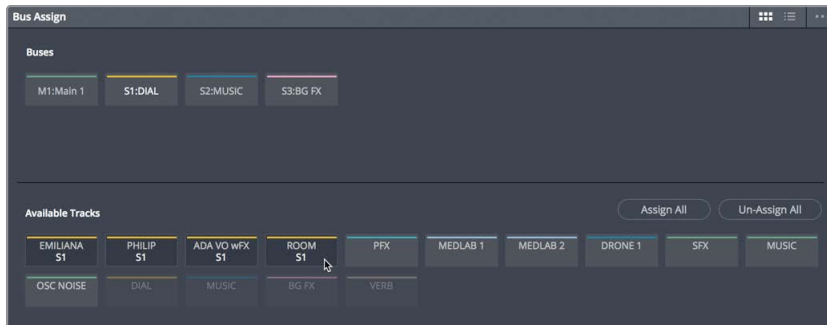 Bus Assign
Buses
M1:Main 1 S1:DIAL S2:MUSIC S3:BG FX
Available Tracks Assign All Un-Assign All
EMILIANA PHILIP ADA VO wFX ROOM PFX MEDLAB 1 MEDLAB 2 DRONE 1 SFX MUSIC
S1 S1 S1 S1
OSC NOISE DIAL MUSIC BG FX VERB